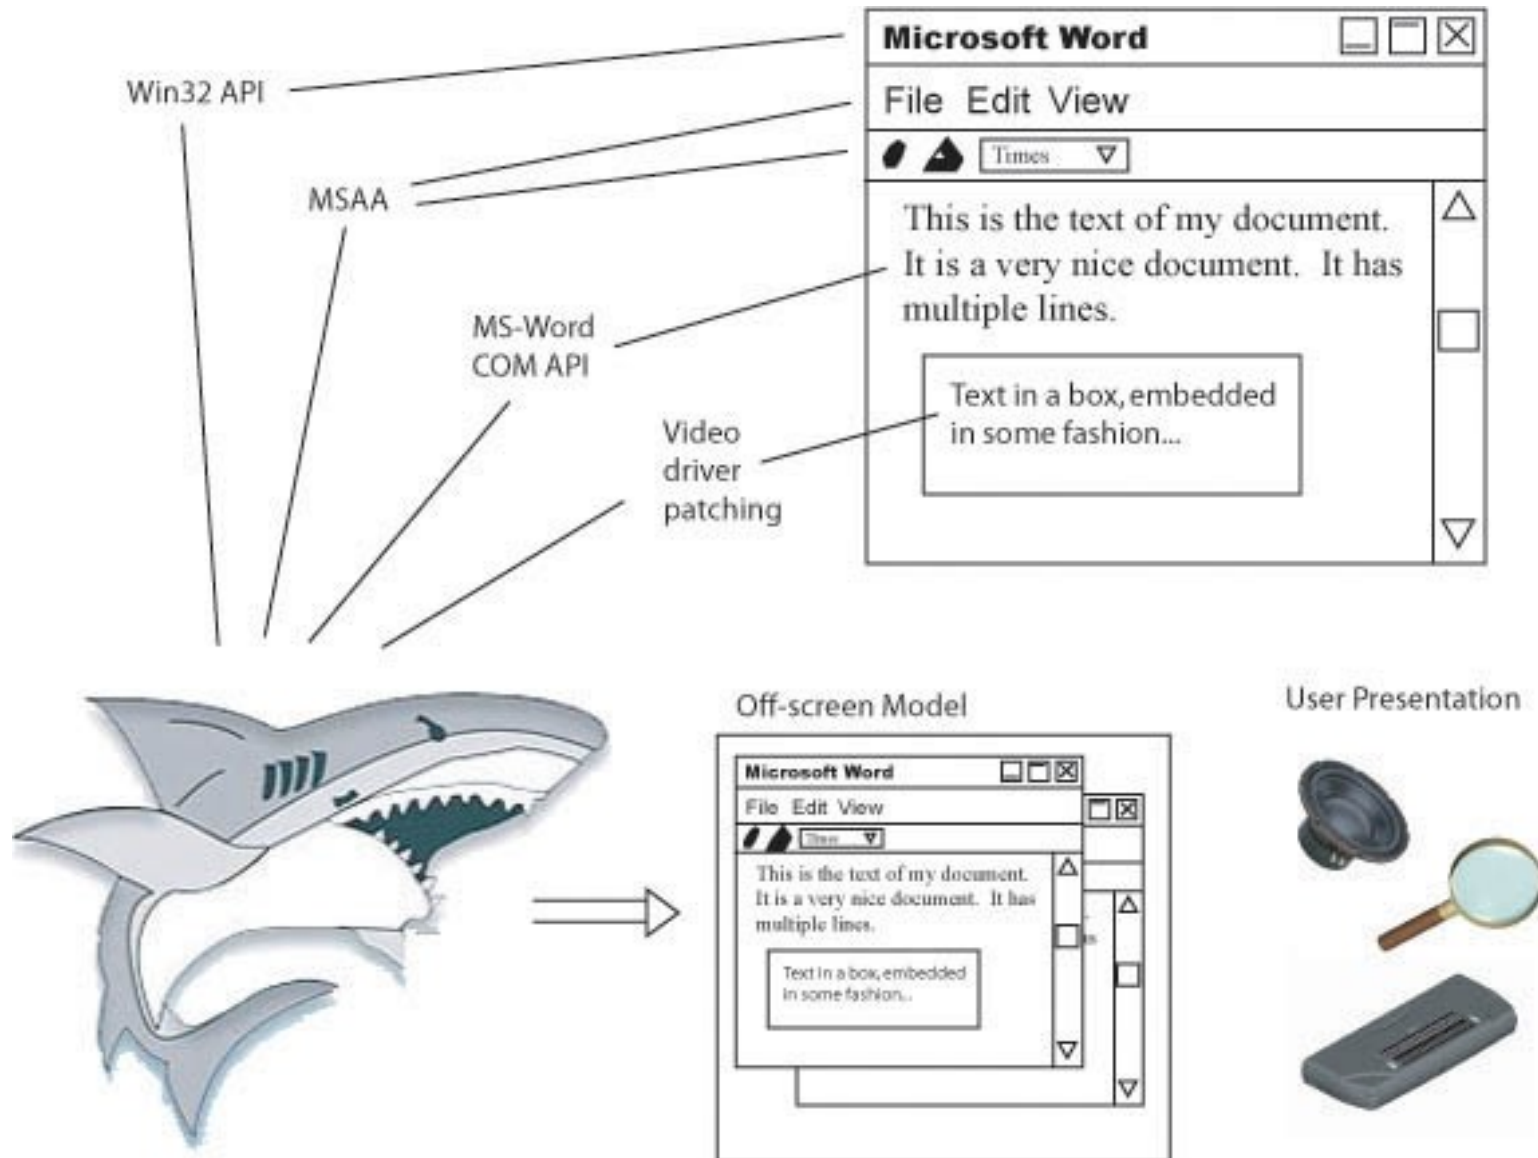 Microsoft Word
Win32 API
File Edit View
Times
MSAA
This is the text of my document.
It is a very nice document. It has
multiple lines.
MS-Word
COM API
Text in a box, embedded
in some fashion...
Video
driver
patching
Off-screen Model
User Presentation
Microsoft Word
File Edit View
Times
This is the text of my document.
It is a very nice document. It has
multiple lines.
Text in a box, embedded
in some fashion...